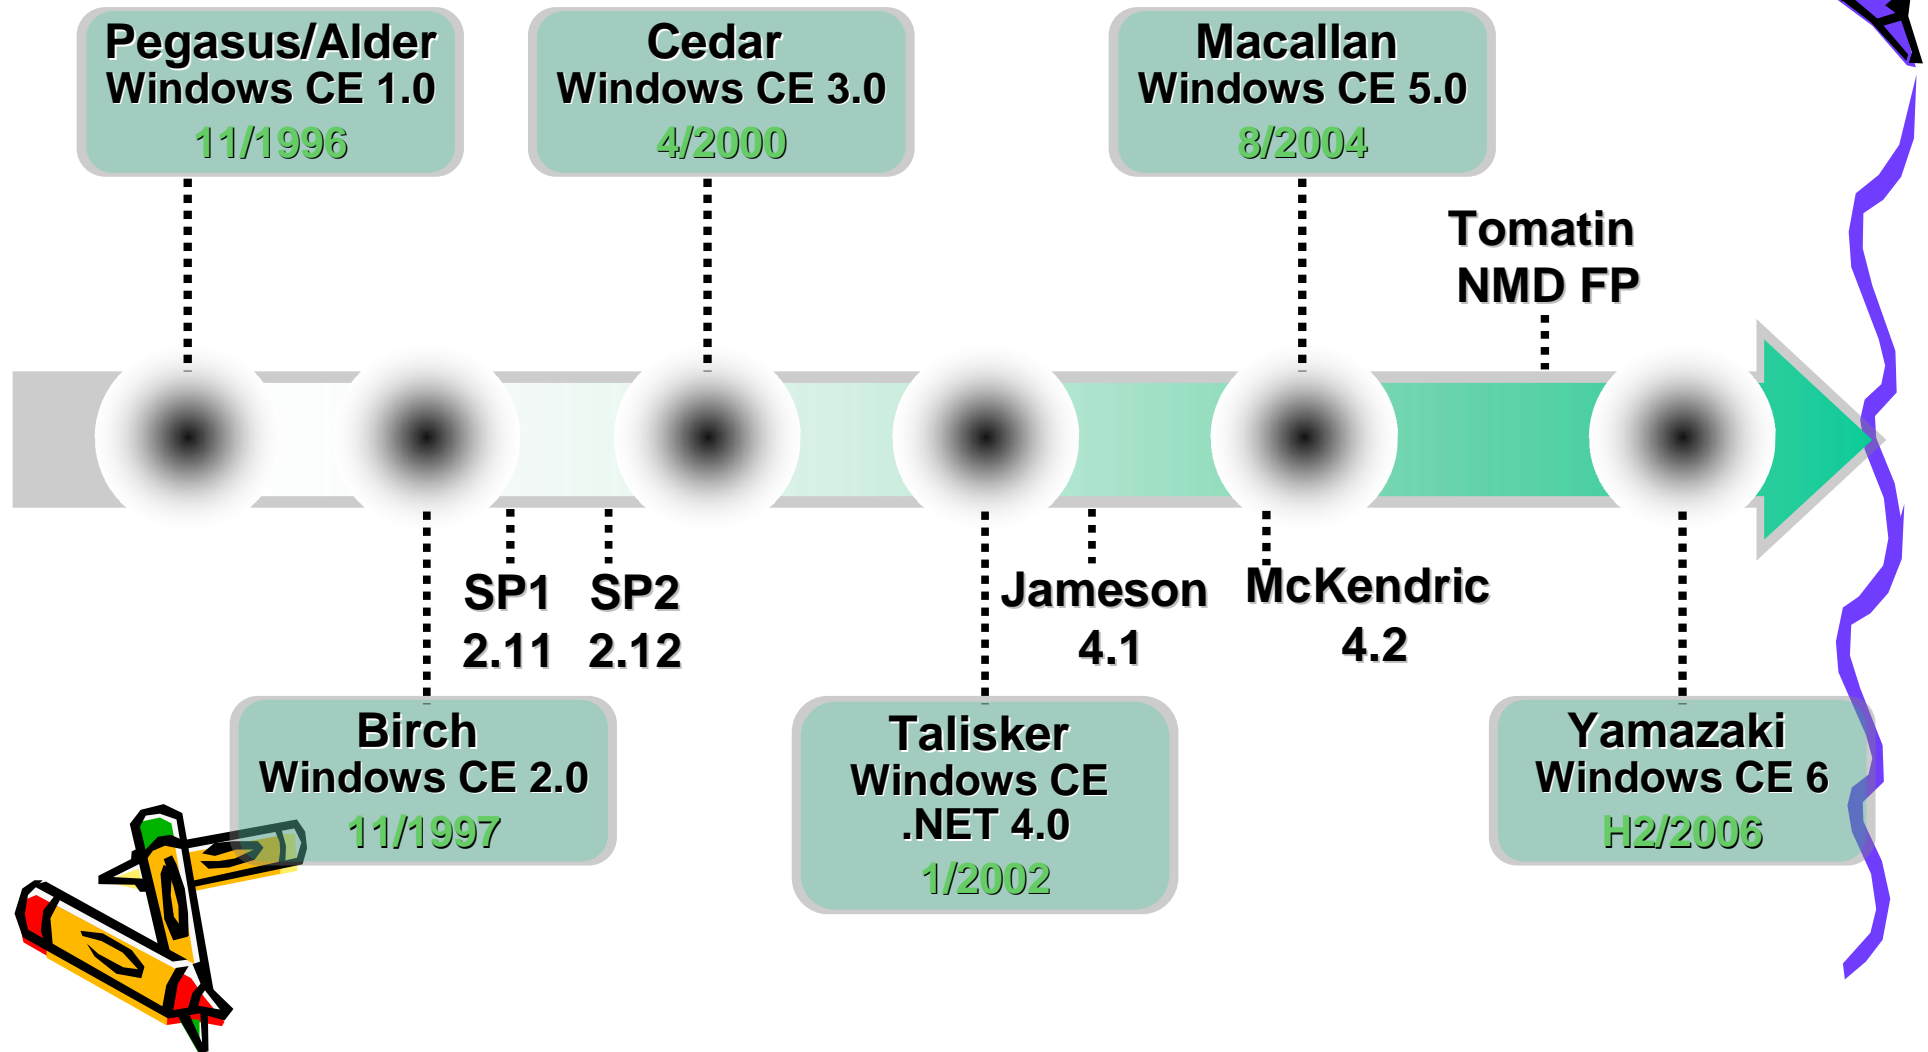 Pegasus/Alder
Windows CE 1.0
11/1996
Cedar
Windows CE 3.0
4/2000
Macallan
Windows CE 5.0
8/2004
Tomatin
NMD FP
SP1
2.11
SP2
2.12
Jameson
4.1
McKendric
4.2
Birch
Windows CE 2.0
11/1997
Talisker
Windows CE
.NET 4.0
1/2002
Yamazaki
Windows CE 6
H2/2006